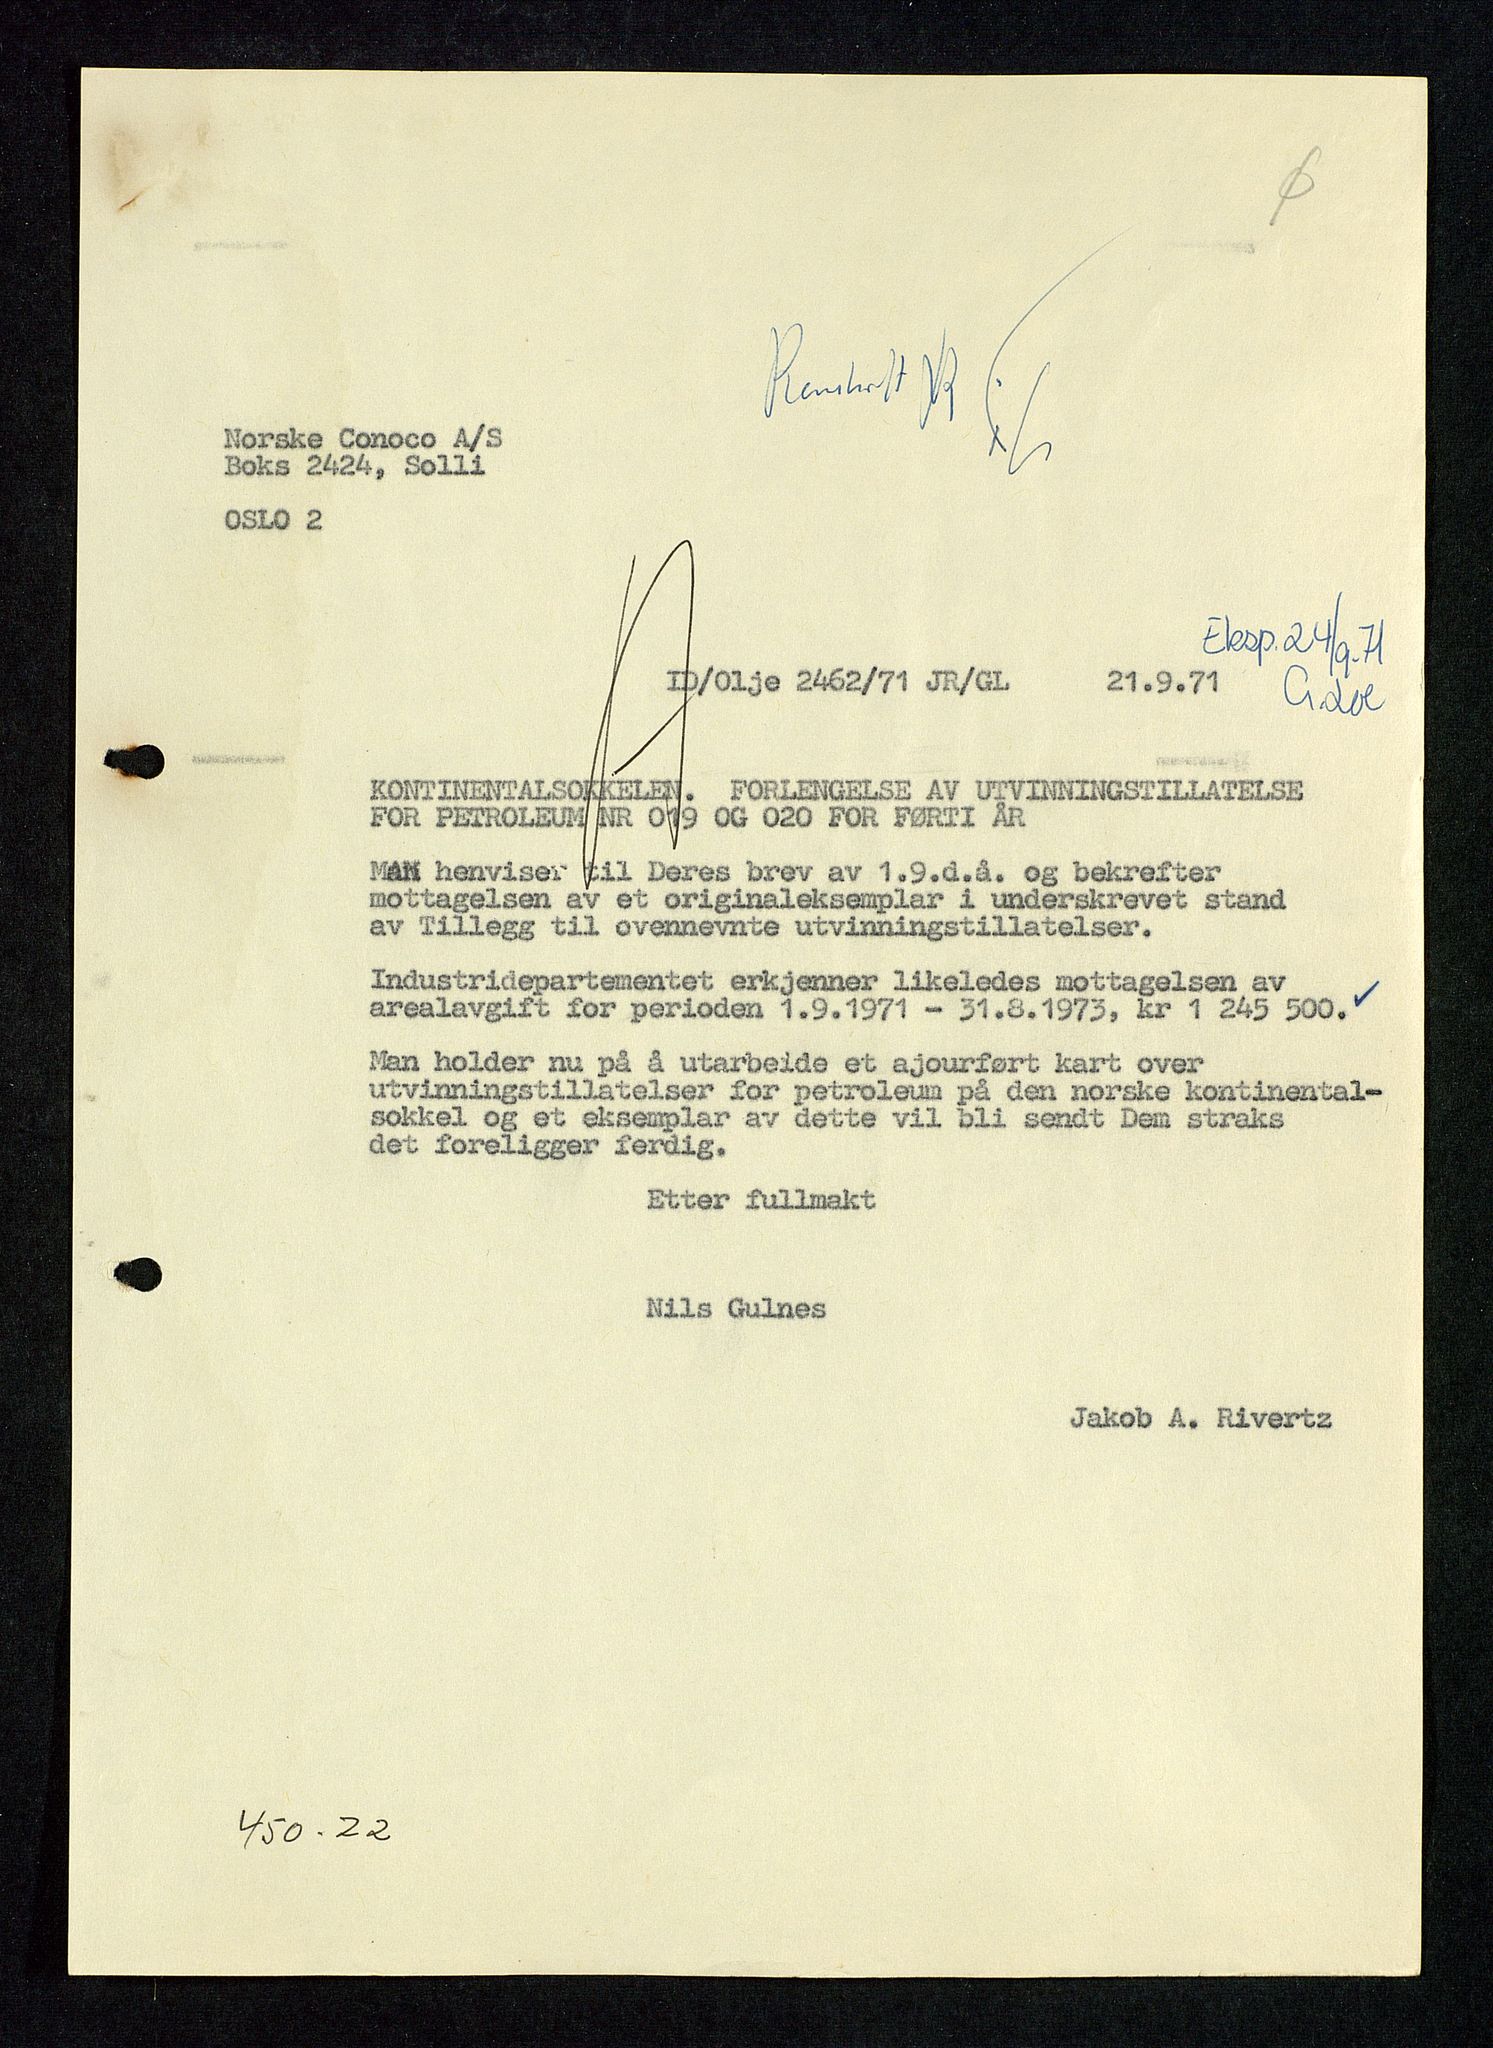 Renskrift JR
Norske Conoco A/S
Boks 2424, Solli
OSLO 2
Eksp. 24/9-71
ID/Olje 2462/71 JR/GL 21.9.71
KONTINENTALSOKKELEN. FORLENGELSE AV UTVINNINGSTILLATELSE
FOR PETROLEUM NR 019 OG 020 FOR FØRTI ÅR
MAN henviser til Deres brev av 1.9.d.å. og bekrefter
mottagelsen av et originaleksemplar i underskrevet stand
av Tillegg til ovennevnte utvinningstillatelser.
Industridepartementet erkjenner likeledes mottagelsen av
arealavgift for perioden 1.9.1971 - 31.8.1973, kr 1 245 500.
Man holder nu på å utarbeide et ajourført kart over
utvinningstillatelser for petroleum på den norske kontinental-
sokkel og et eksemplar av dette vil bli sendt Dem straks
det foreligger ferdig.
Etter fullmakt
Nils Gulnes
Jakob A. Rivertz
450.22